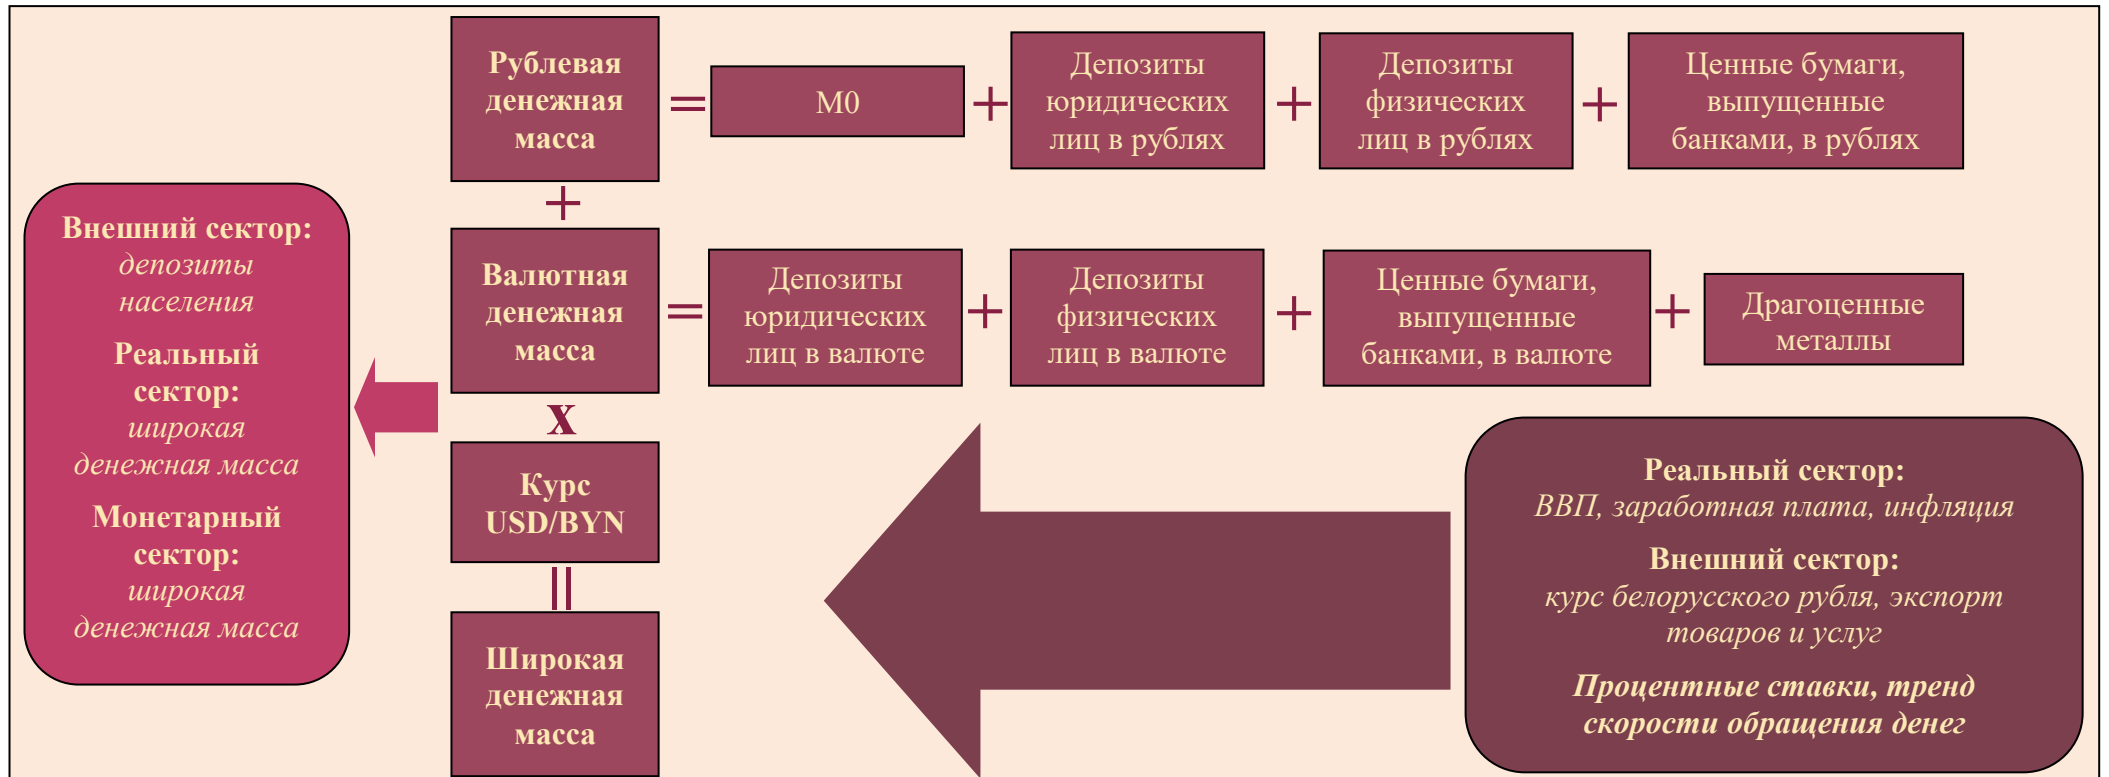 Рублевая
денежная
масса
=
М0
+
Депозиты
юридических
лиц в рублях
+
Депозиты
физических
лиц в рублях
+
Ценные бумаги,
выпущенные
банками, в рублях
+
Валютная
денежная
масса
=
Депозиты
юридических
лиц в валюте
+
Депозиты
физических
лиц в валюте
+
Ценные бумаги,
выпущенные
банками, в валюте
+
Драгоценные
металлы
х
Курс
USD/BYN
=
Широкая
денежная
масса
Внешний сектор:
депозиты
населения
Реальный
сектор:
широкая
денежная масса
Монетарный
сектор:
широкая
денежная масса
Реальный сектор:
ВВП, заработная плата, инфляция
Внешний сектор:
курс белорусского рубля, экспорт
товаров и услуг
Процентные ставки, тренд
скорости обращения денег